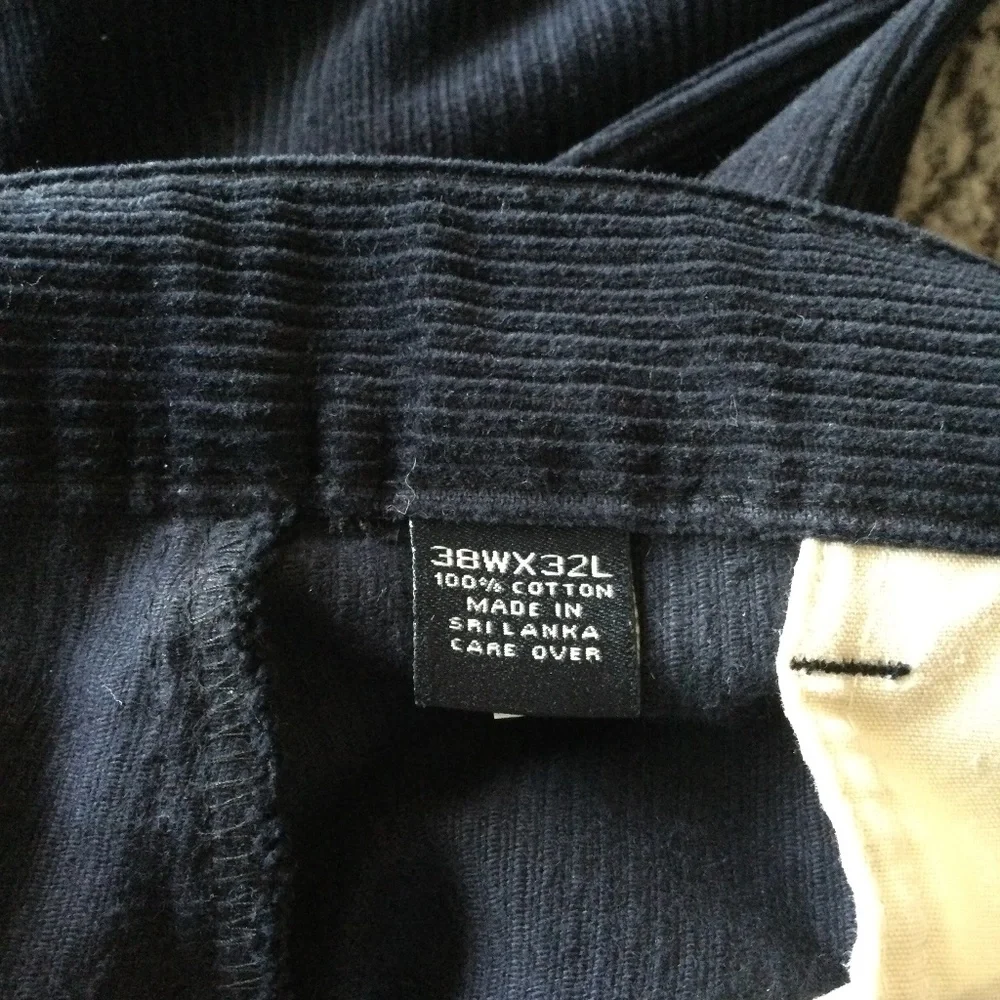 38WX32L
100% COTTON
MADE IN
SRI LANKA
CARE OVER